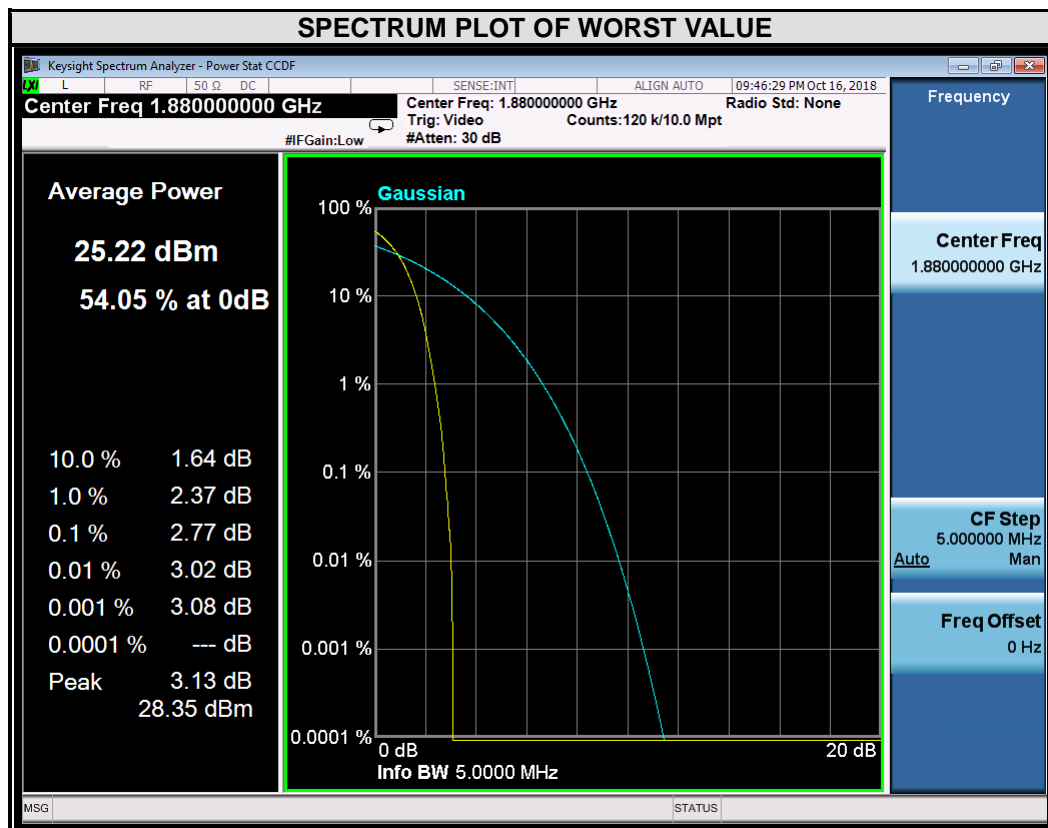 SPECTRUM PLOT OF WORST VALUE
Keysight Spectrum Analyzer - Power Stat CCDF
LXI L RF 50 Ω DC SENSE:INT ALIGN AUTO 09:46:29 PM Oct 16, 2018
Center Freq 1.880000000 GHz
#IFGain:Low
Center Freq: 1.880000000 GHz
Trig: Video
Counts:120 k/10.0 Mpt
#Atten: 30 dB
Radio Std: None
Average Power
25.22 dBm
54.05 % at 0dB
10.0 % 1.64 dB
1.0 % 2.37 dB
0.1 % 2.77 dB
0.01 % 3.02 dB
0.001 % 3.08 dB
0.0001 % --- dB
Peak 3.13 dB
28.35 dBm
Gaussian
100 %
10 %
1 %
0.1 %
0.01 %
0.001 %
0.0001 %
0 dB 20 dB
Info BW 5.0000 MHz
Frequency
Center Freq
1.880000000 GHz
CF Step
5.000000 MHz
Auto Man
Freq Offset
0 Hz
MSG STATUS